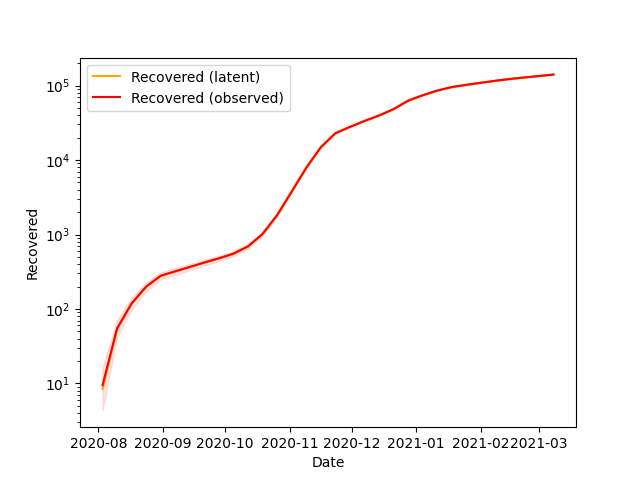 Recovered (latent)
Recovered (observed)
10^5
10^4
10^3
10^2
10^1
Recovered
2020-08 2020-09 2020-10 2020-11 2020-12 2021-01 2021-02 2021-03
Date